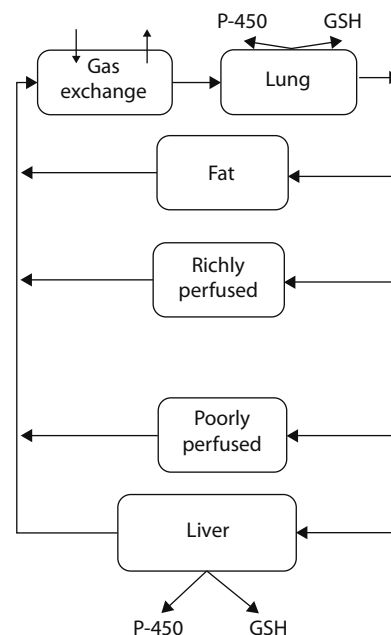 P-450 GSH
Gas
exchange
Lung
Fat
Richly
perfused
Poorly
perfused
Liver
P-450 GSH